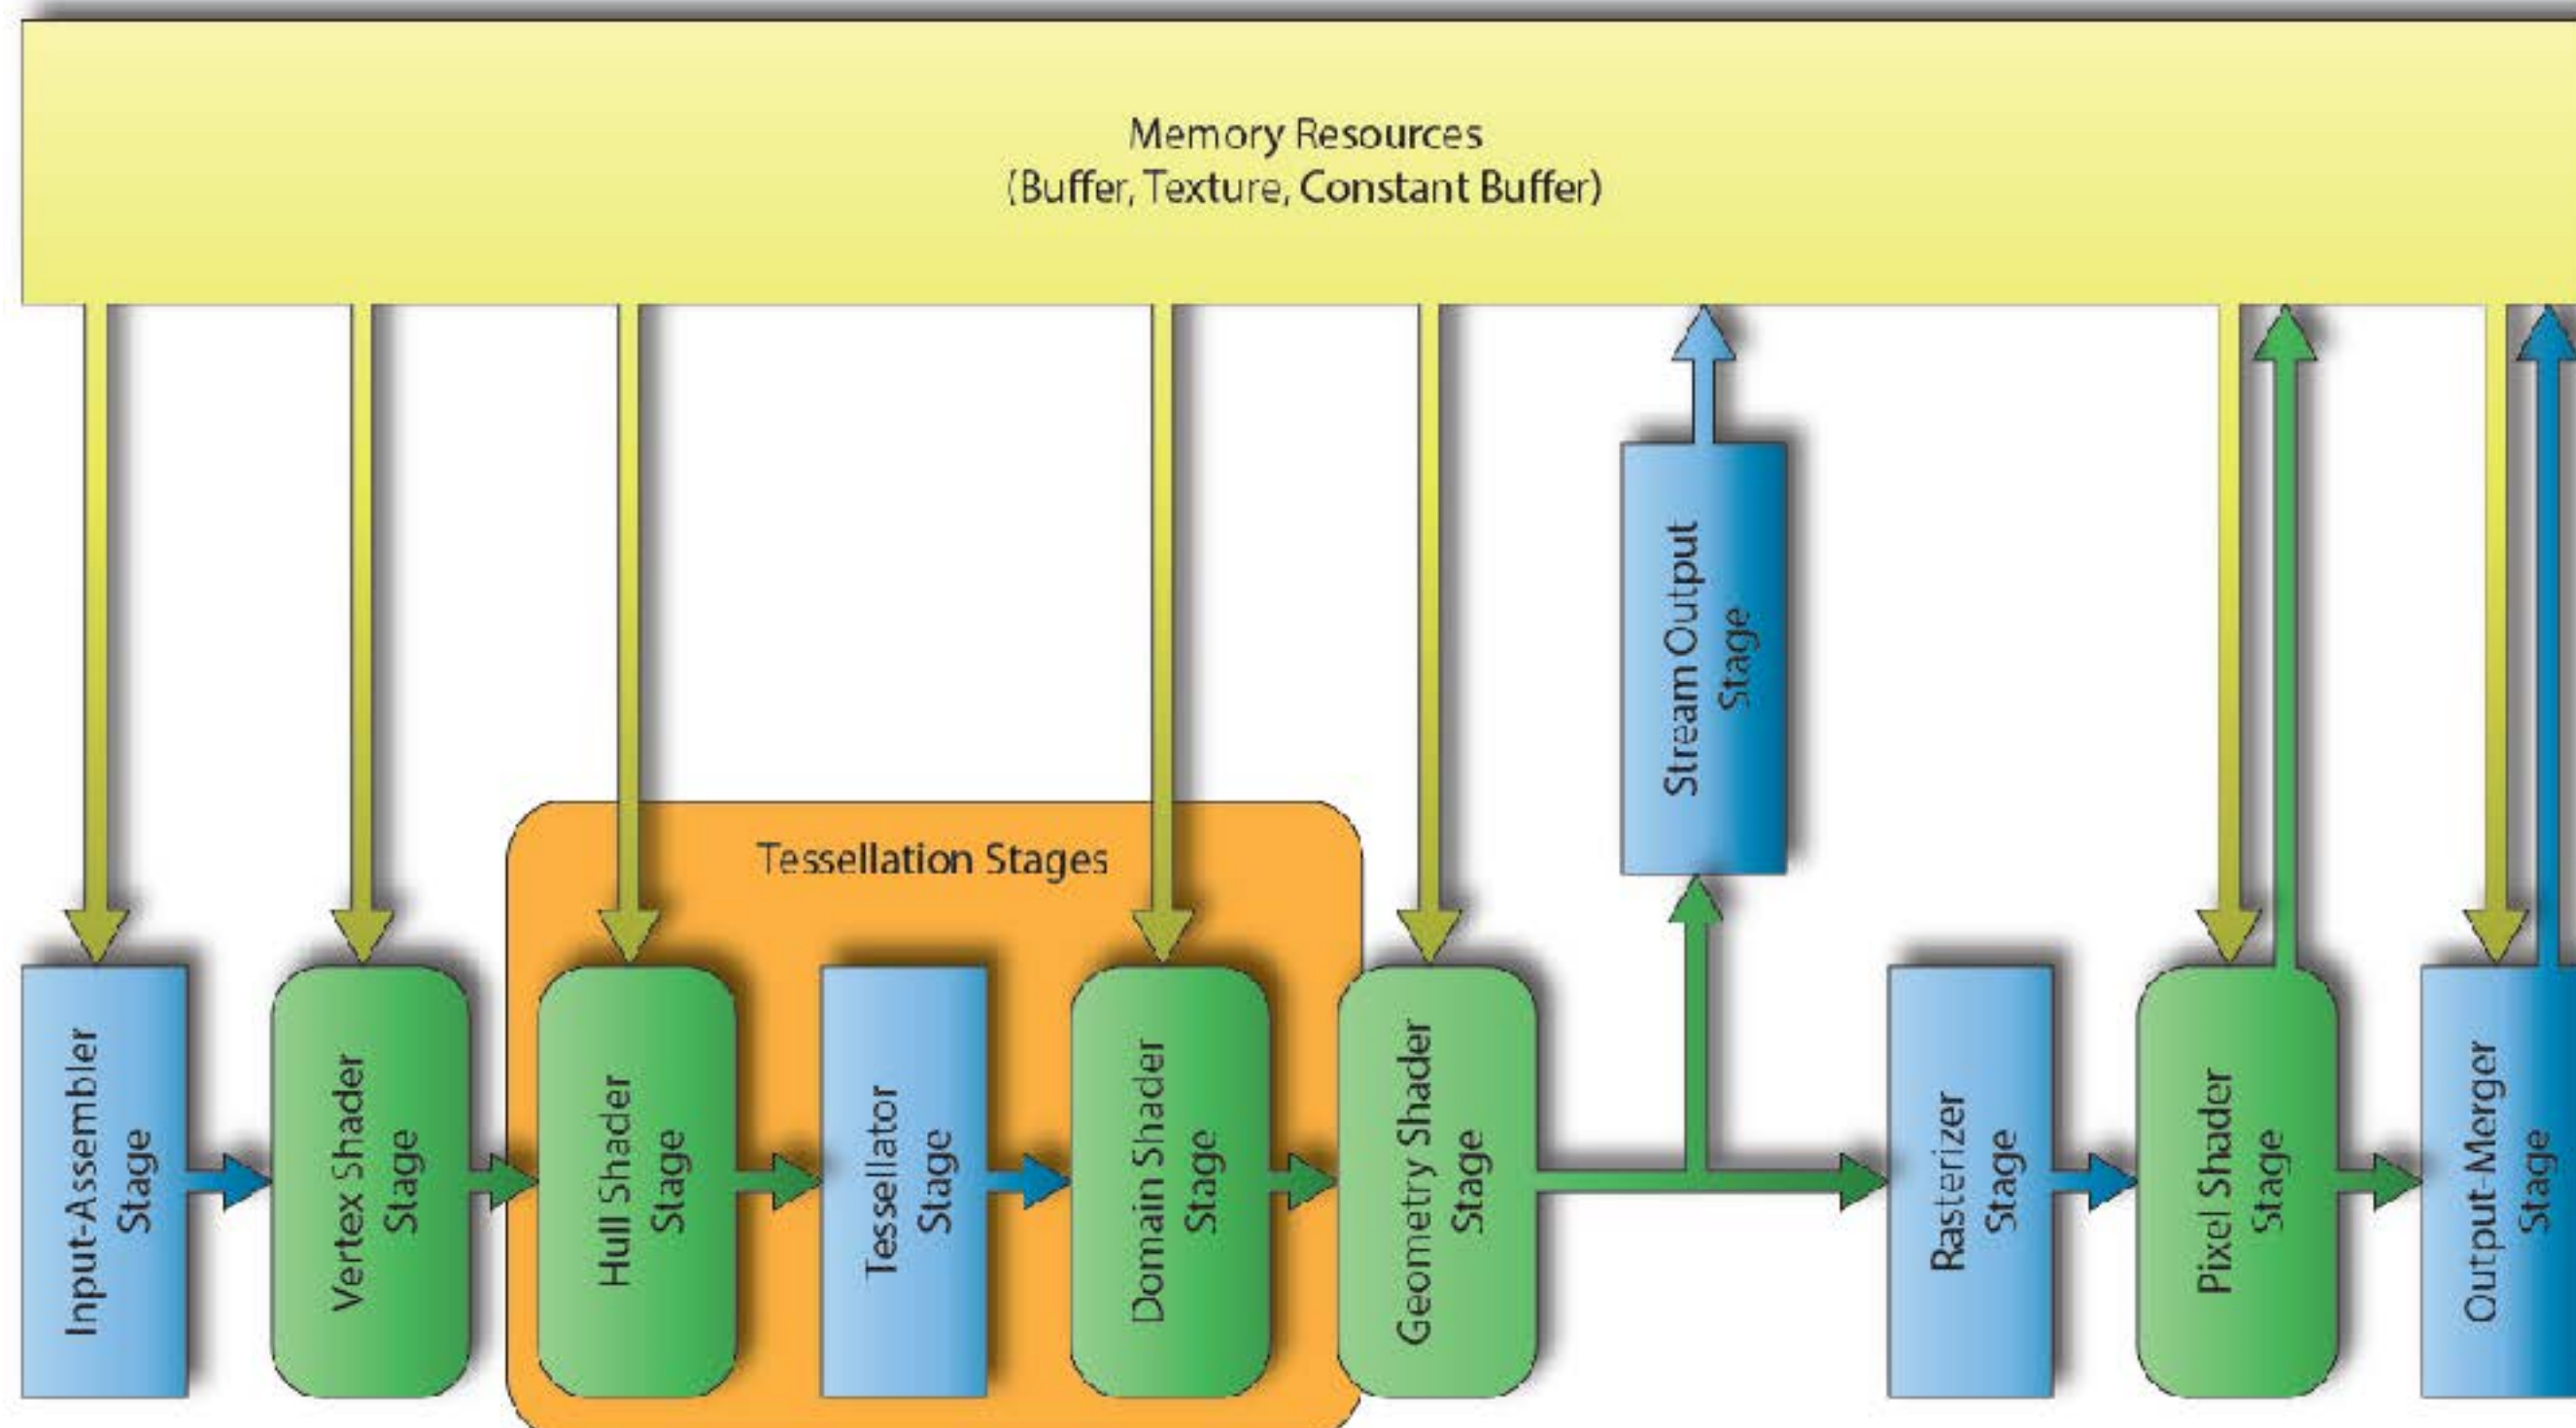 Memory Resources
(Buffer, Texture, Constant Buffer)
Stream Output
Stage
Tessellation Stages
Input-Assembler
Stage
Vertex Shader
Stage
Hull Shader
Stage
Tessellator
Stage
Domain Shader
Stage
Geometry Shader
Stage
Rasterizer
Stage
Pixel Shader
Stage
Output-Merger
Stage